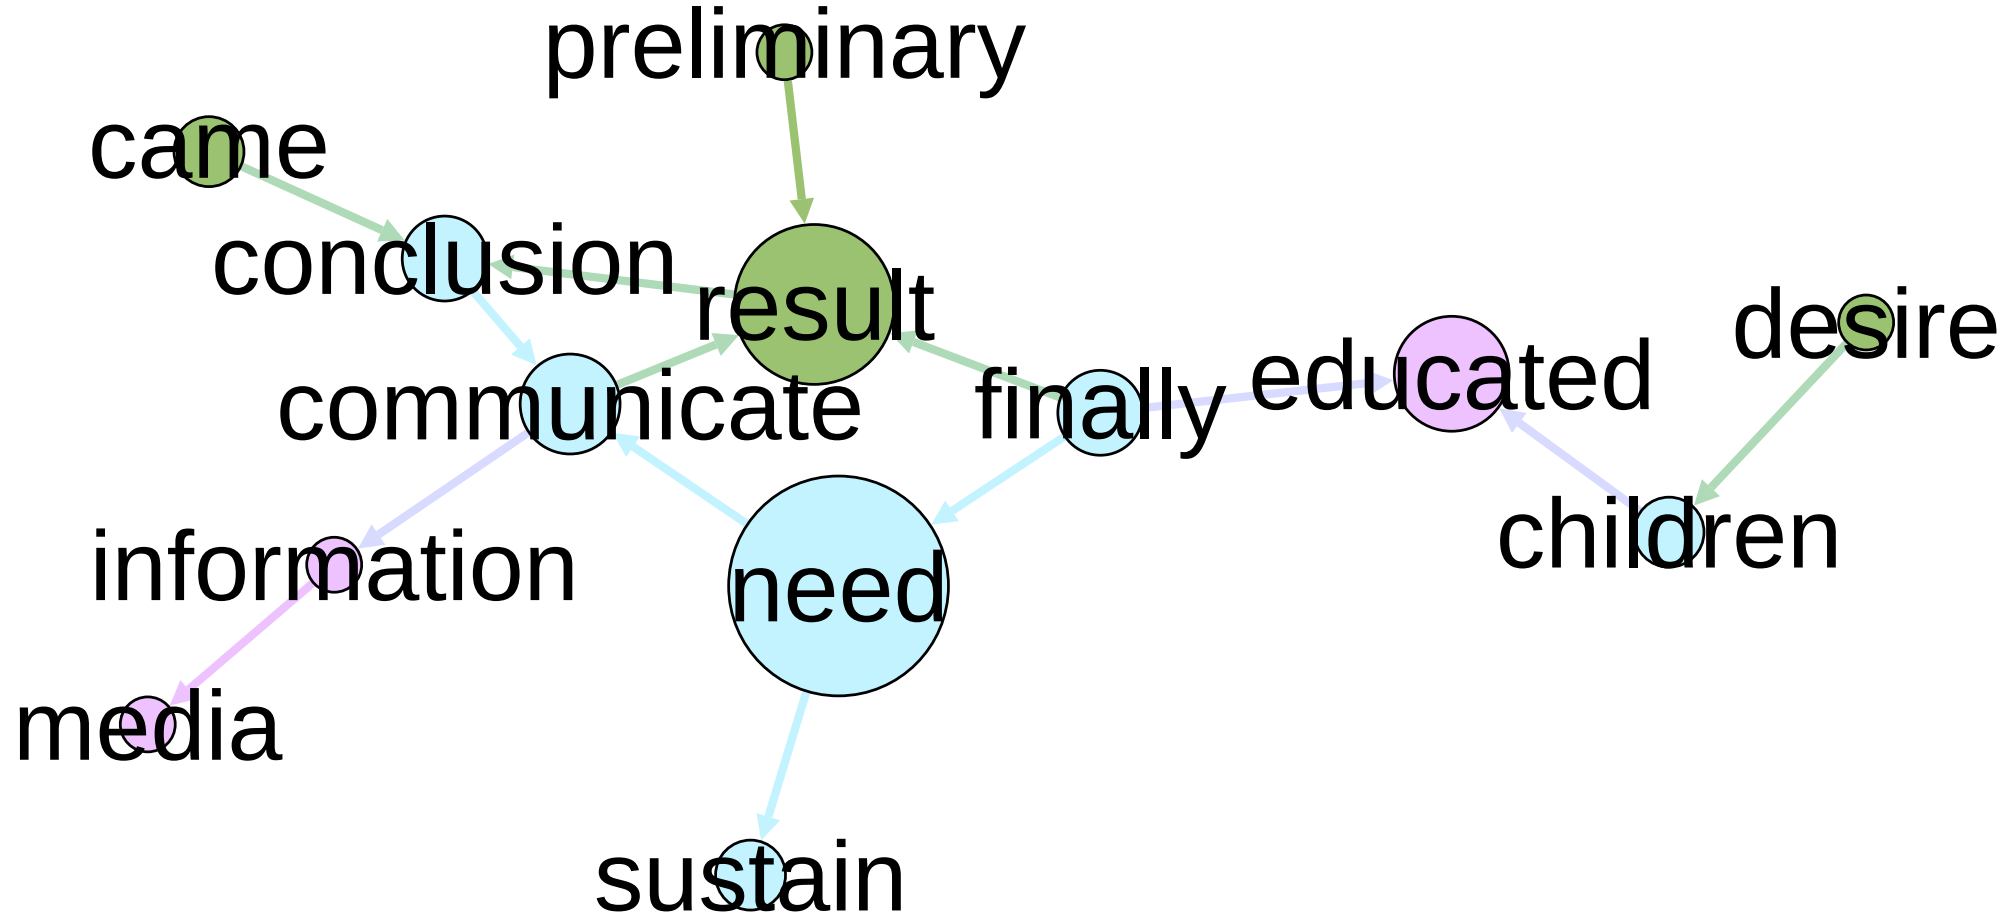 preliminary
came
conclusion
result
desire
educated
finally
communicate
children
information
need
media
sustain